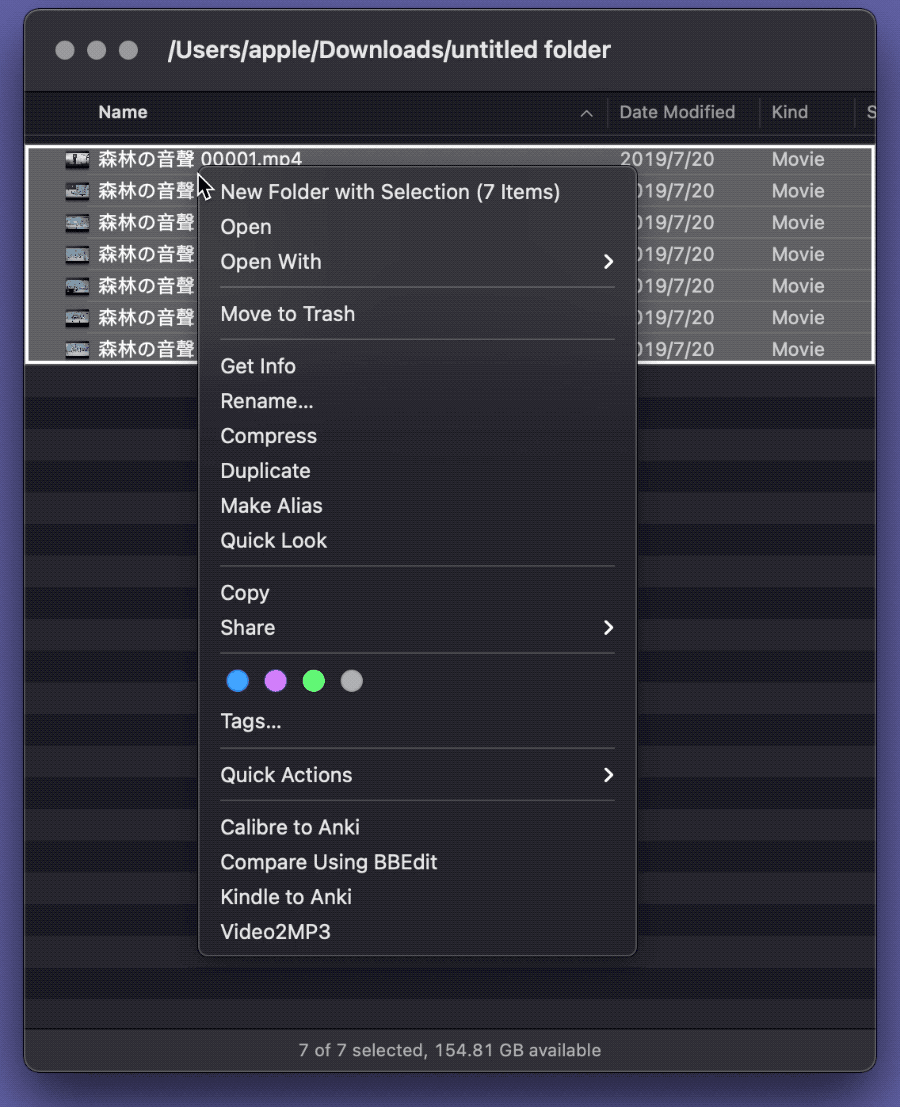 /Users/apple/Downloads/untitled folder
Name Date Modified Kind S
森林の音聲 00001.mp4 2019/7/20 Movie
森林の音聲 019/7/20 Movie
森林の音聲 019/7/20 Movie
森林の音聲 019/7/20 Movie
森林の音聲 019/7/20 Movie
森林の音聲 019/7/20 Movie
森林の音聲 019/7/20 Movie
New Folder with Selection (7 Items)
Open
Open With
Move to Trash
Get Info
Rename...
Compress
Duplicate
Make Alias
Quick Look
Copy
Share
Tags...
Quick Actions
Calibre to Anki
Compare Using BBEdit
Kindle to Anki
Video2MP3
7 of 7 selected, 154.81 GB available